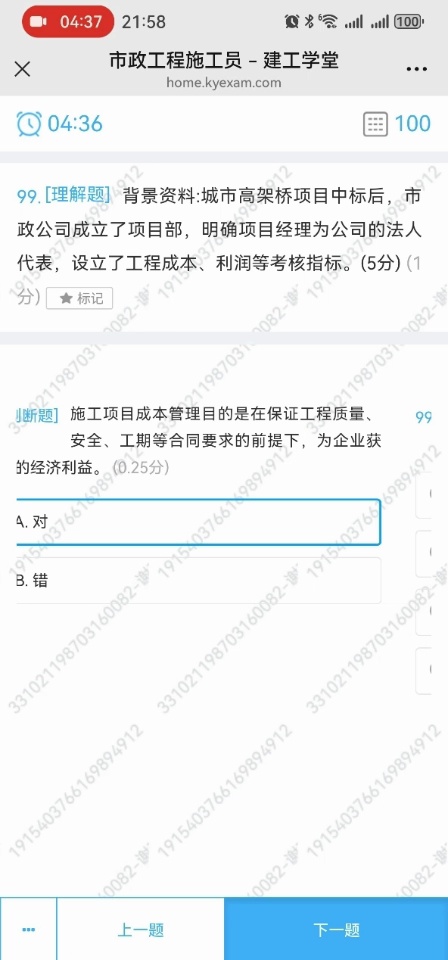 04:37 21:58 6 100
市政工程施工员 – 建工学堂
home.kyexam.com
04:36 100
99. [理解题] 背景资料:城市高架桥项目中标后，市
政公司成立了项目部，明确项目经理为公司的法人
代表，设立了工程成本、利润等考核指标。(5分) (1
分) 标记
断题] 施工项目成本管理目的是在保证工程质量、
安全、工期等合同要求的前提下，为企业获
的经济利益。 (0.25分)
99
A. 对
B. 错
1915403766169894912
331021198703160082-
上一题 下一题